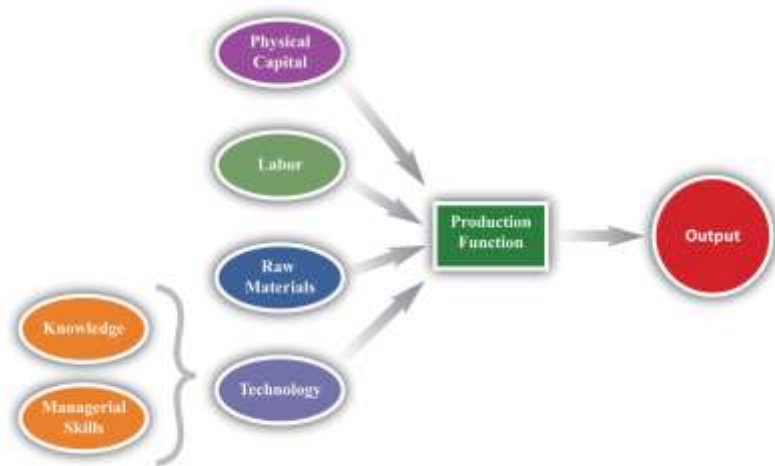 Physical
Capital
Labor
Production
Function
Output
Raw
Materials
Knowledge
Technology
Managerial
Skills